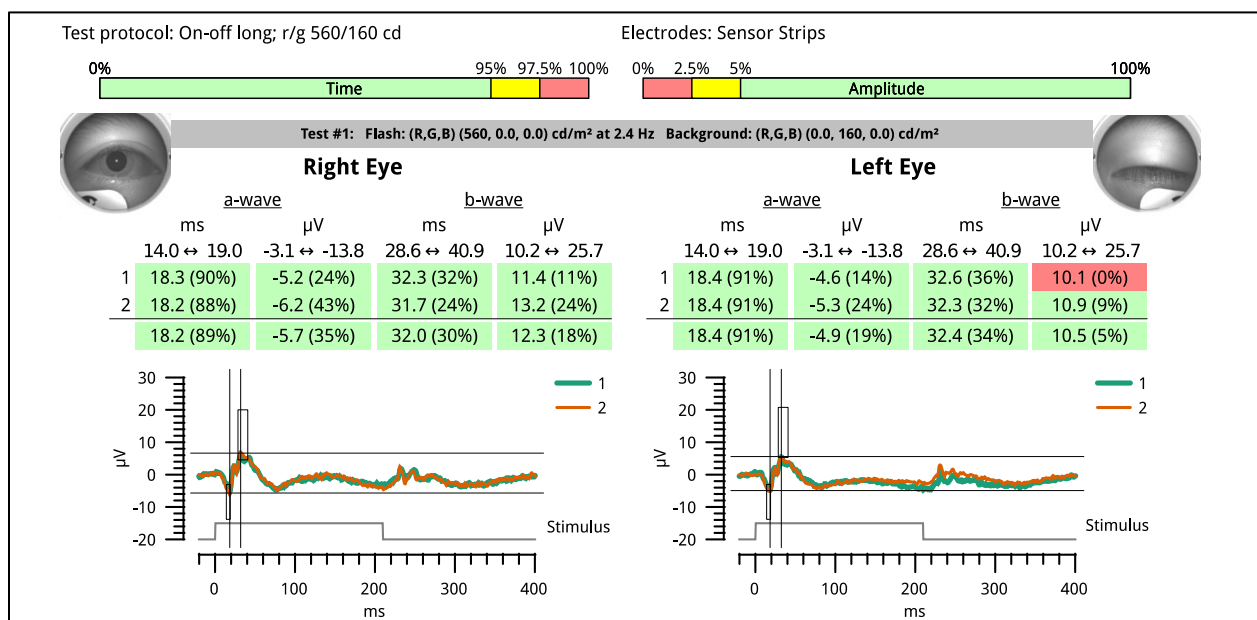 Test protocol: On-off long; r/g 560/160 cd Electrodes: Sensor Strips
0% 95% 97.5% 100% 0% 2.5% 5% 100%
Time Amplitude
Test #1: Flash: (R,G,B) (560, 0.0, 0.0) cd/m² at 2.4 Hz Background: (R,G,B) (0.0, 160, 0.0) cd/m²
Right Eye
a-wave b-wave
ms µV ms µV
14.0 ↔ 19.0 -3.1 ↔ -13.8 28.6 ↔ 40.9 10.2 ↔ 25.7
1 18.3 (90%) -5.2 (24%) 32.3 (32%) 11.4 (11%)
2 18.2 (88%) -6.2 (43%) 31.7 (24%) 13.2 (24%)
18.2 (89%) -5.7 (35%) 32.0 (30%) 12.3 (18%)
30
20
10
0
-10
-20
µV
1
2
Stimulus
0 100 200 300 400
ms
Left Eye
a-wave b-wave
ms µV ms µV
14.0 ↔ 19.0 -3.1 ↔ -13.8 28.6 ↔ 40.9 10.2 ↔ 25.7
1 18.4 (91%) -4.6 (14%) 32.6 (36%) 10.1 (0%)
2 18.4 (91%) -5.3 (24%) 32.3 (32%) 10.9 (9%)
18.4 (91%) -4.9 (19%) 32.4 (34%) 10.5 (5%)
30
20
10
0
-10
-20
µV
1
2
Stimulus
0 100 200 300 400
ms